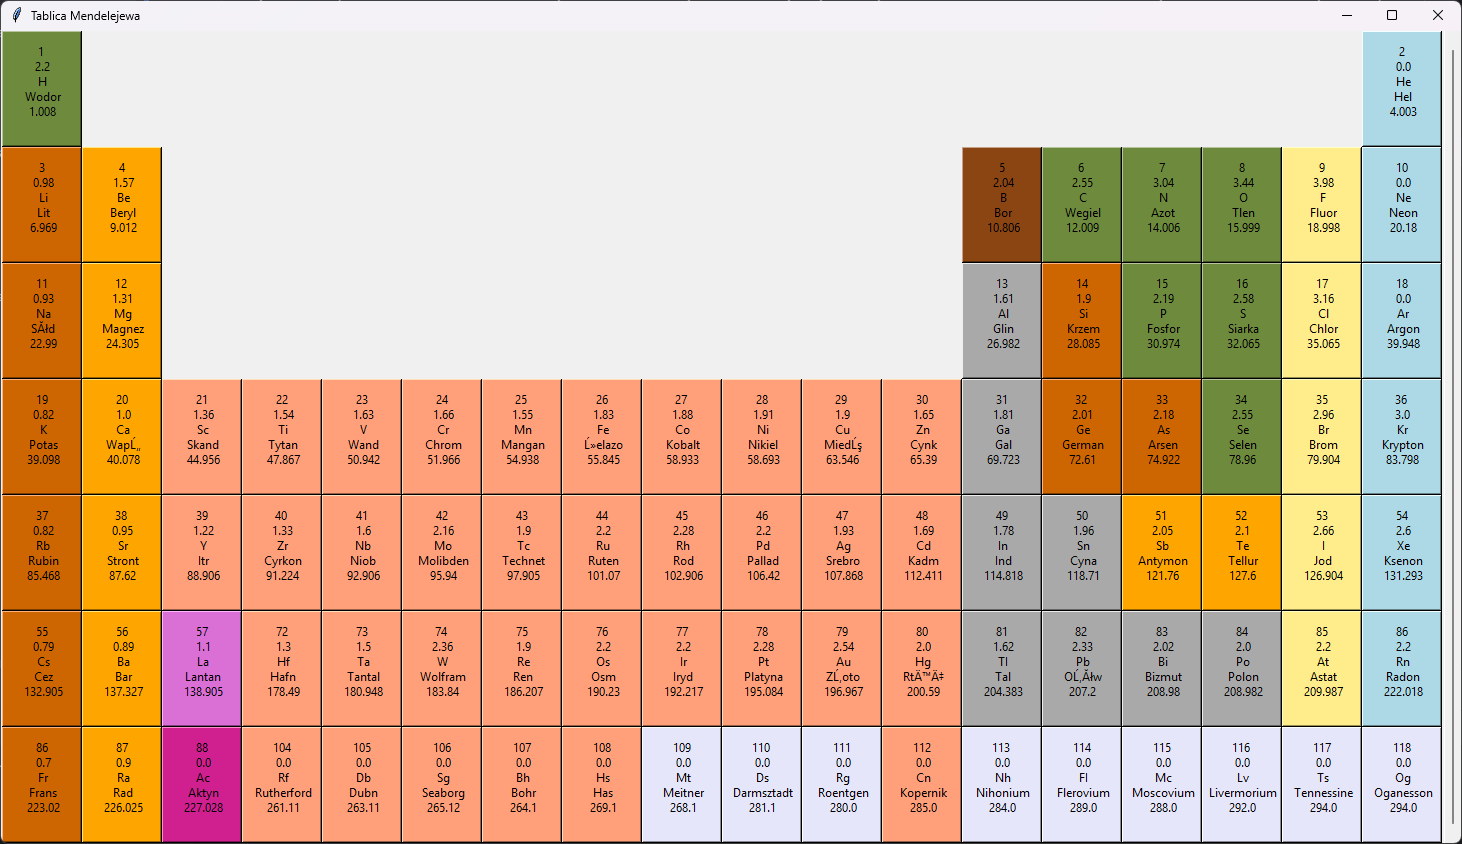 Tablica Mendelejewa
1
2.2
H
Wodor
1.008
2
0.0
He
Hel
4.003
3
0.98
Li
Lit
6.969
4
1.57
Be
Beryl
9.012
5
2.04
B
Bor
10.806
6
2.55
C
Wegiel
12.009
7
3.04
N
Azot
14.006
8
3.44
O
Tlen
15.999
9
3.98
F
Fluor
18.998
10
0.0
Ne
Neon
20.18
11
0.93
Na
SĂłd
22.99
12
1.31
Mg
Magnez
24.305
13
1.61
Al
Glin
26.982
14
1.9
Si
Krzem
28.085
15
2.19
P
Fosfor
30.974
16
2.58
S
Siarka
32.065
17
3.16
Cl
Chlor
35.065
18
0.0
Ar
Argon
39.948
19
0.82
K
Potas
39.098
20
1.0
Ca
WapĹ„
40.078
21
1.36
Sc
Skand
44.956
22
1.54
Ti
Tytan
47.867
23
1.63
V
Wand
50.942
24
1.66
Cr
Chrom
51.966
25
1.55
Mn
Mangan
54.938
26
1.83
Fe
Ĺ»elazo
55.845
27
1.88
Co
Kobalt
58.933
28
1.91
Ni
Nikiel
58.693
29
1.9
Cu
MiedĹş
63.546
30
1.65
Zn
Cynk
65.39
31
1.81
Ga
Gal
69.723
32
2.01
Ge
German
72.61
33
2.18
As
Arsen
74.922
34
2.55
Se
Selen
78.96
35
2.96
Br
Brom
79.904
36
3.0
Kr
Krypton
83.798
37
0.82
Rb
Rubin
85.468
38
0.95
Sr
Stront
87.62
39
1.22
Y
Itr
88.906
40
1.33
Zr
Cyrkon
91.224
41
1.6
Nb
Niob
92.906
42
2.16
Mo
Molibden
95.94
43
1.9
Tc
Technet
97.905
44
2.2
Ru
Ruten
101.07
45
2.28
Rh
Rod
102.906
46
2.2
Pd
Pallad
106.42
47
1.93
Ag
Srebro
107.868
48
1.69
Cd
Kadm
112.411
49
1.78
In
Ind
114.818
50
1.96
Sn
Cyna
118.71
51
2.05
Sb
Antymon
121.76
52
2.1
Te
Tellur
127.6
53
2.66
I
Jod
126.904
54
2.6
Xe
Ksenon
131.293
55
0.79
Cs
Cez
132.905
56
0.89
Ba
Bar
137.327
57
1.1
La
Lantan
138.905
72
1.3
Hf
Hafn
178.49
73
1.5
Ta
Tantal
180.948
74
2.36
W
Wolfram
183.84
75
1.9
Re
Ren
186.207
76
2.2
Os
Osm
190.23
77
2.2
Ir
Iryd
192.217
78
2.28
Pt
Platyna
195.084
79
2.54
Au
ZĹ‚oto
196.967
80
2.0
Hg
RtÄ™Ä‡
200.59
81
1.62
Tl
Tal
204.383
82
2.33
Pb
OĹ‚Ăłw
207.2
83
2.02
Bi
Bizmut
208.98
84
2.0
Po
Polon
208.982
85
2.2
At
Astat
209.987
86
2.2
Rn
Radon
222.018
86
0.7
Fr
Frans
223.02
87
0.9
Ra
Rad
226.025
88
0.0
Ac
Aktyn
227.028
104
0.0
Rf
Rutherford
261.11
105
0.0
Db
Dubn
263.11
106
0.0
Sg
Seaborg
265.12
107
0.0
Bh
Bohr
264.1
108
0.0
Hs
Has
269.1
109
0.0
Mt
Meitner
268.1
110
0.0
Ds
Darmsztadt
281.1
111
0.0
Rg
Roentgen
280.0
112
0.0
Cn
Kopernik
285.0
113
0.0
Nh
Nihonium
284.0
114
0.0
Fl
Flerovium
289.0
115
0.0
Mc
Moscovium
288.0
116
0.0
Lv
Livermorium
292.0
117
0.0
Ts
Tennessine
294.0
118
0.0
Og
Oganesson
294.0